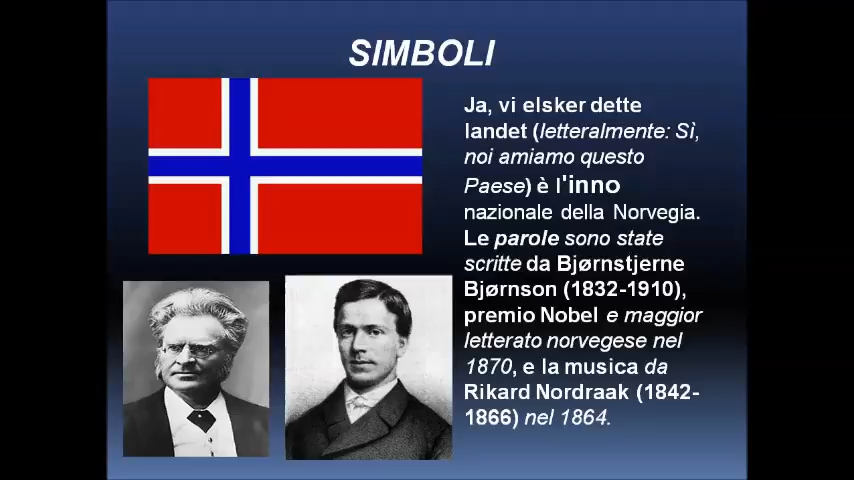 SIMBOLI
Ja, vi elsker dette
landet (letteralmente: Sì,
noi amiamo questo
Paese) è l'inno
nazionale della Norvegia.
Le parole sono state
scritte da Bjørnstjerne
Bjørnson (1832-1910),
premio Nobel e maggior
letterato norvegese nel
1870, e la musica da
Rikard Nordraak (1842-
1866) nel 1864.